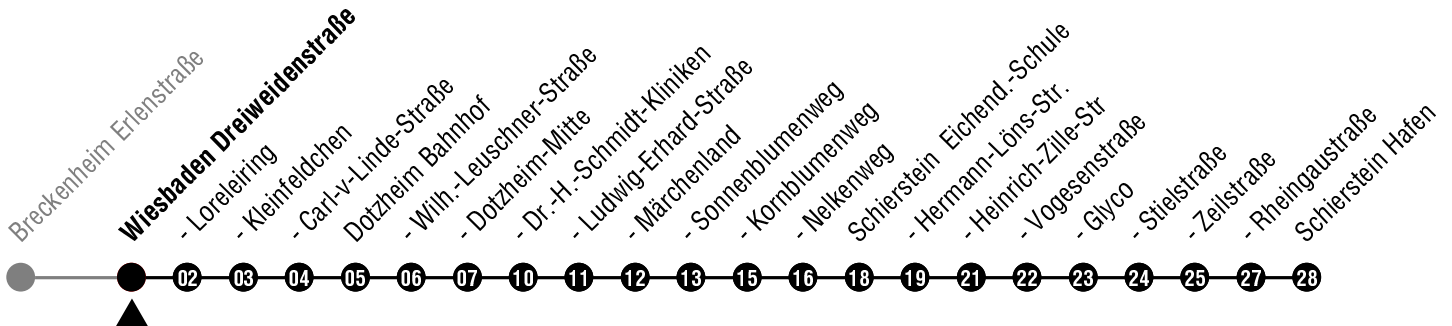 Breckenheim Erlenstraße
Wiesbaden Dreiweidenstraße
- Loreleiring
- Kleinfeldchen
- Carl-v-Linde-Straße
Dotzheim Bahnhof
- Wilh.-Leuschner-Straße
- Dotzheim-Mitte
- Dr.-H.-Schmidt-Kliniken
- Ludwig-Erhard-Straße
- Märchenland
- Sonnenblumenweg
- Kornblumenweg
- Nelkenweg
Schierstein Eichend.-Schule
- Hermann-Löns-Str.
- Heinrich-Zille-Str
- Vogesenstraße
- Glyco
- Stielstraße
- Zeilstraße
- Rheingaustraße
Schierstein Hafen
02 03 04 05 06 07 10 11 12 13 15 16 18 19 21 22 23 24 25 27 28